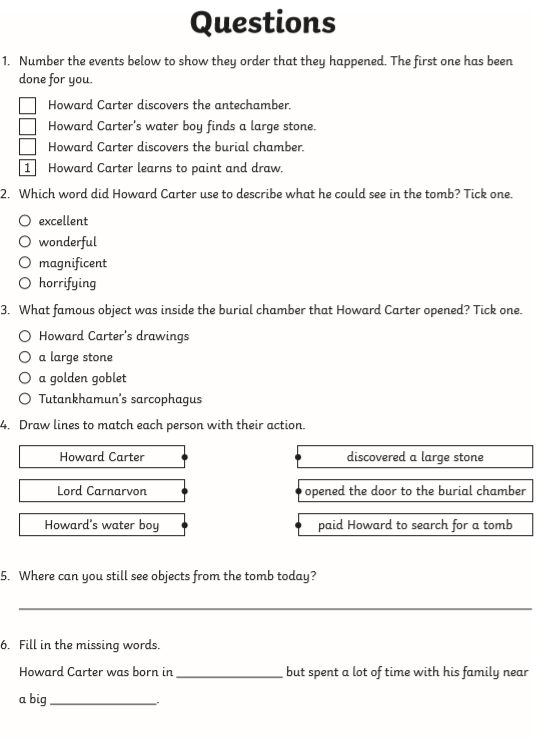 Questions
1. Number the events below to show they order that they happened. The first one has been
done for you.
Howard Carter discovers the antechamber.
Howard Carter's water boy finds a large stone.
Howard Carter discovers the burial chamber.
1 Howard Carter learns to paint and draw.
2. Which word did Howard Carter use to describe what he could see in the tomb? Tick one.
excellent
wonderful
magnificent
horrifying
3. What famous object was inside the burial chamber that Howard Carter opened? Tick one.
Howard Carter's drawings
a large stone
a golden goblet
Tutankhamun's sarcophagus
4. Draw lines to match each person with their action.
Howard Carter discovered a large stone
Lord Carnarvon opened the door to the burial chamber
Howard's water boy paid Howard to search for a tomb
5. Where can you still see objects from the tomb today?
6. Fill in the missing words.
Howard Carter was born in ____________ but spent a lot of time with his family near
a big ____________.